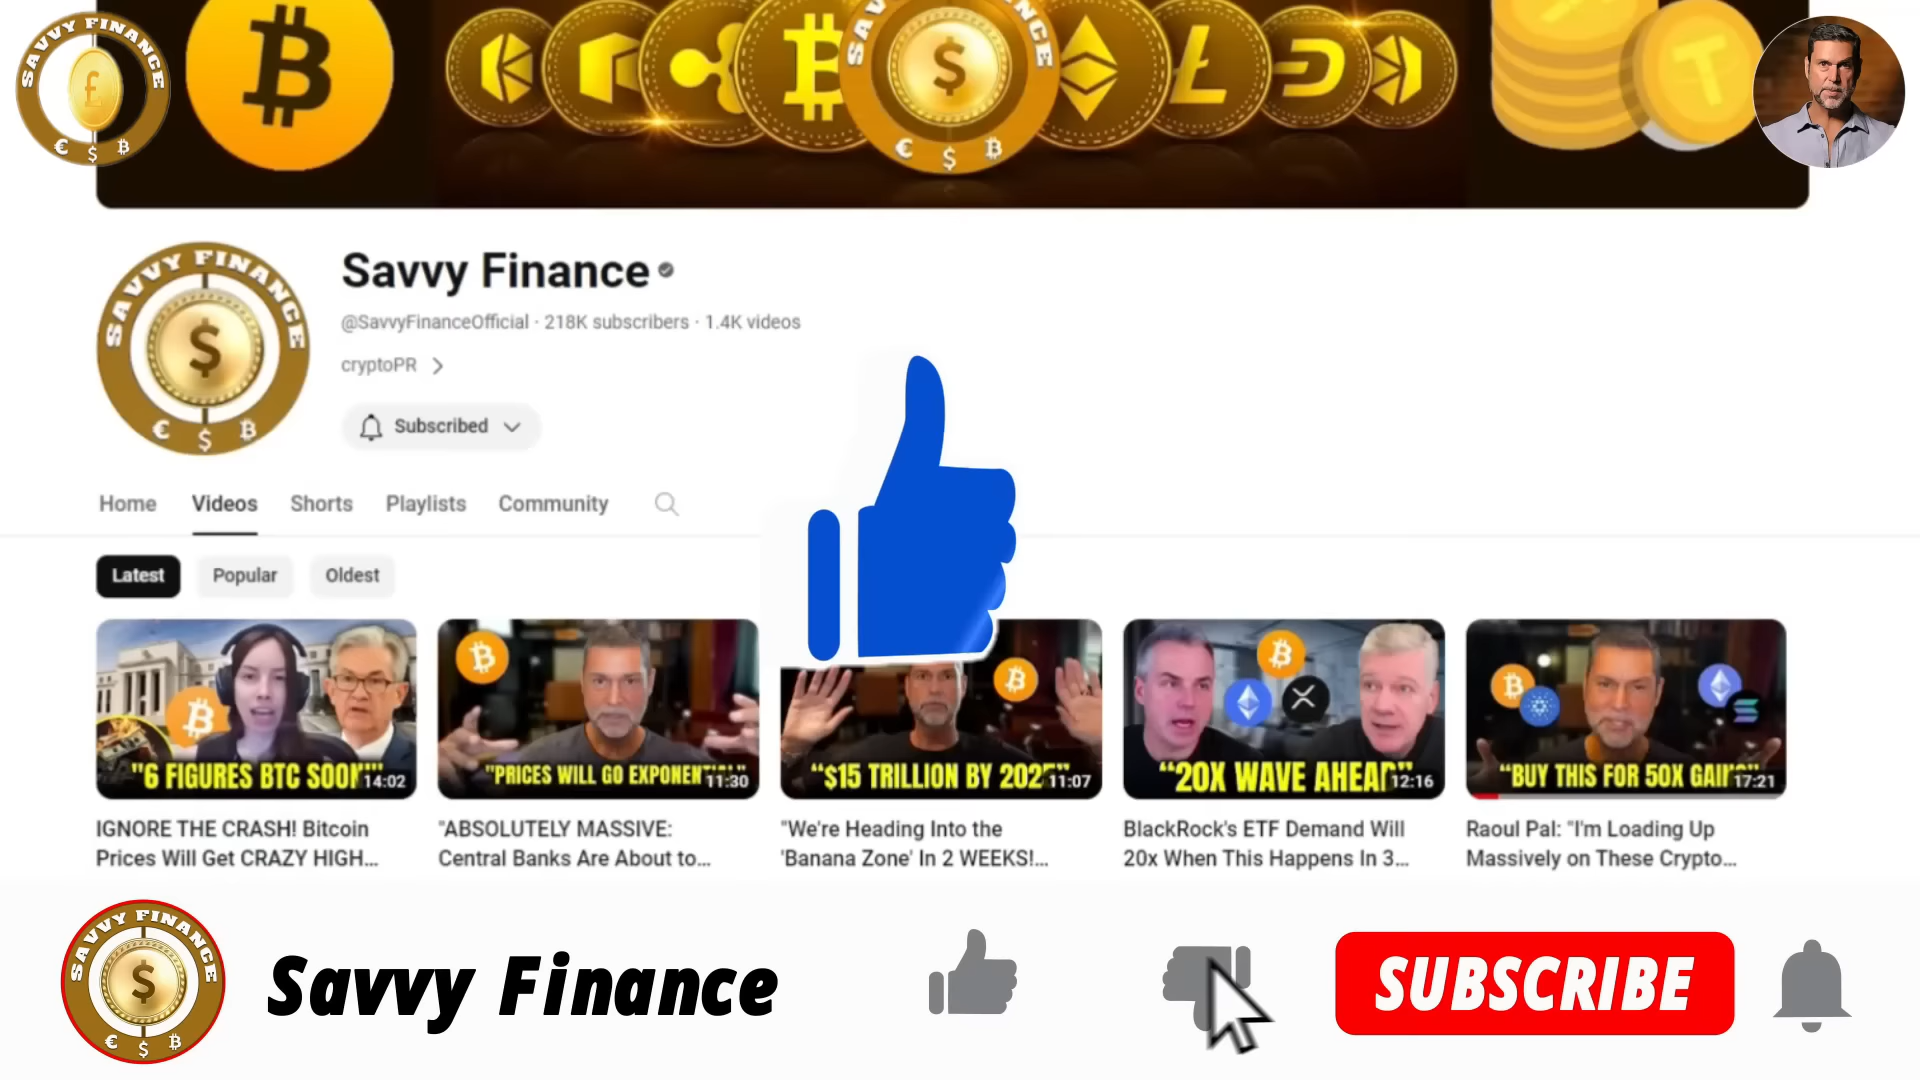 SAVVY FINANCE
SAVVY FINANCE
SAVVY FINANCE
Savvy Finance
@SavvyFinanceOfficial · 218K subscribers · 1.4K videos
cryptoPR
Subscribed
Home Videos Shorts Playlists Community
Latest Popular Oldest
"6 FIGURES BTC SOON"
14:02
"PRICES WILL GO
11:30
"$15 TRILLION BY
11:07
"20X WAVE
12:16
"BUY THIS FOR 50X
17:21
IGNORE THE CRASH! Bitcoin
Prices Will Get CRAZY HIGH...
"ABSOLUTELY MASSIVE:
Central Banks Are About to...
"We're Heading Into the
'Banana Zone' In 2 WEEKS!...
BlackRock's ETF Demand Will
20x When This Happens In 3...
Raoul Pal: "I'm Loading Up
Massively on These Crypto...
SAVVY FINANCE
Savvy Finance
SUBSCRIBE